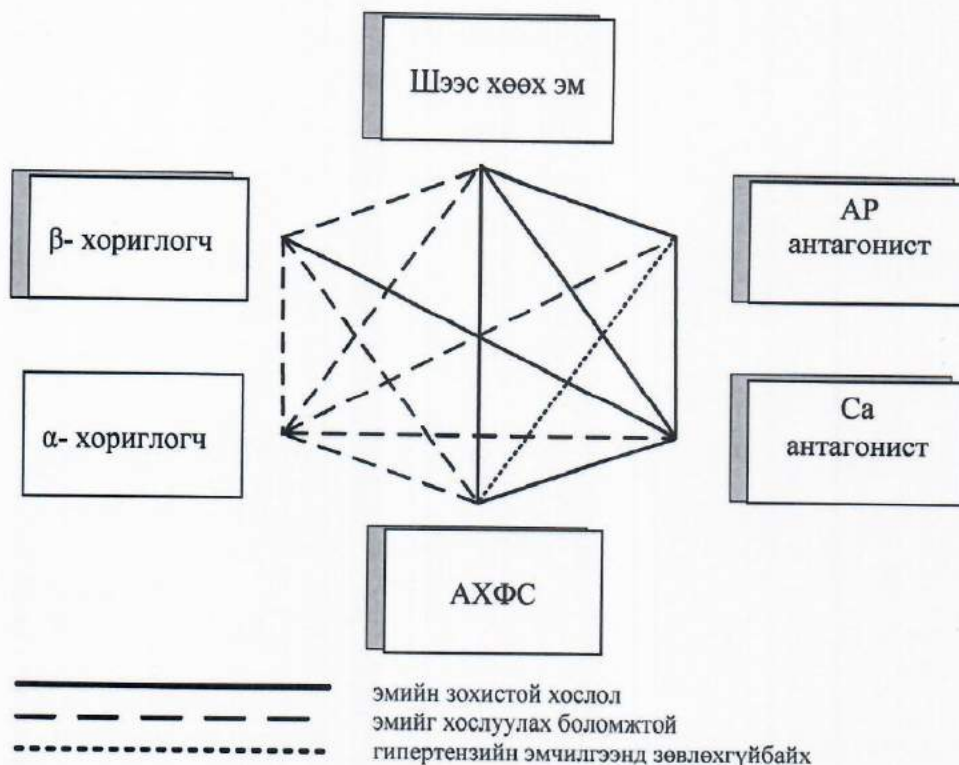 Шээс хөөх эм
β- хориглогч
АР
антагонист
α- хориглогч
Са
антагонист
АХФС
эмийн зохистой хослол
эмийг хослуулах боломжтой
гипертензийн эмчилгээнд зөвлөхгүйбайх